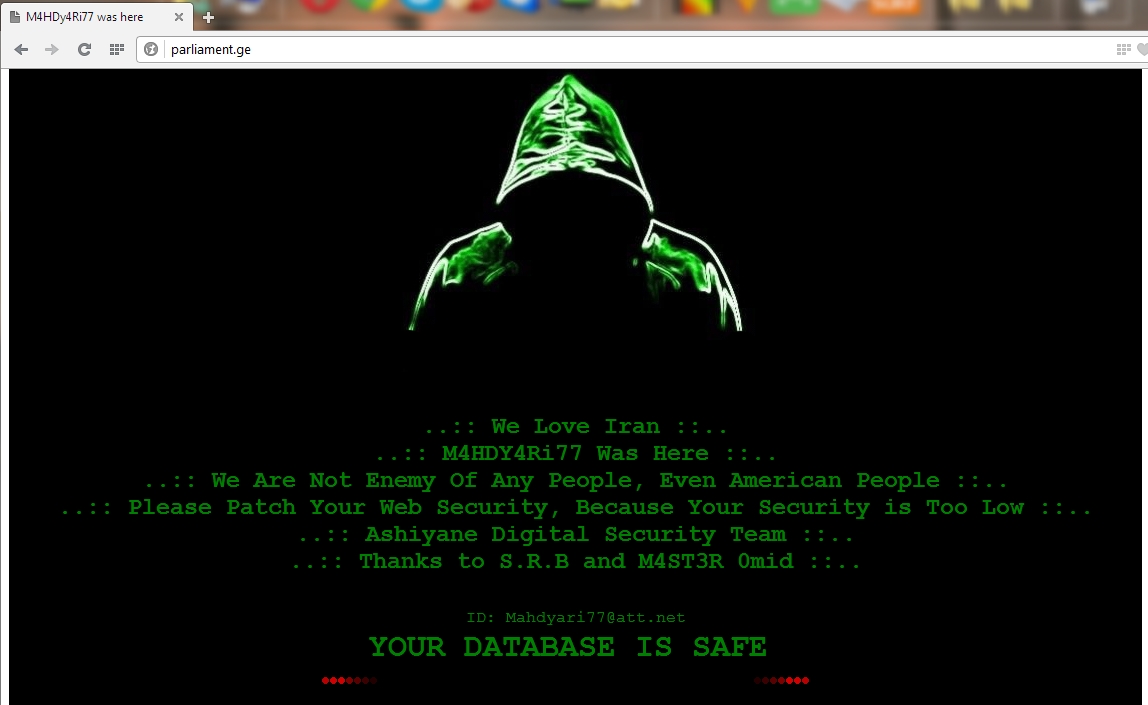 M4HDy4Ri77 was here
parliament.ge
..:: We Love Iran ::..
..:: M4HDY4Ri77 Was Here ::..
..:: We Are Not Enemy Of Any People, Even American People ::..
..:: Please Patch Your Web Security, Because Your Security is Too Low ::..
..:: Ashiyane Digital Security Team ::..
..:: Thanks to S.R.B and M4ST3R 0mid ::..
ID: Mahdyari77@att.net
YOUR DATABASE IS SAFE